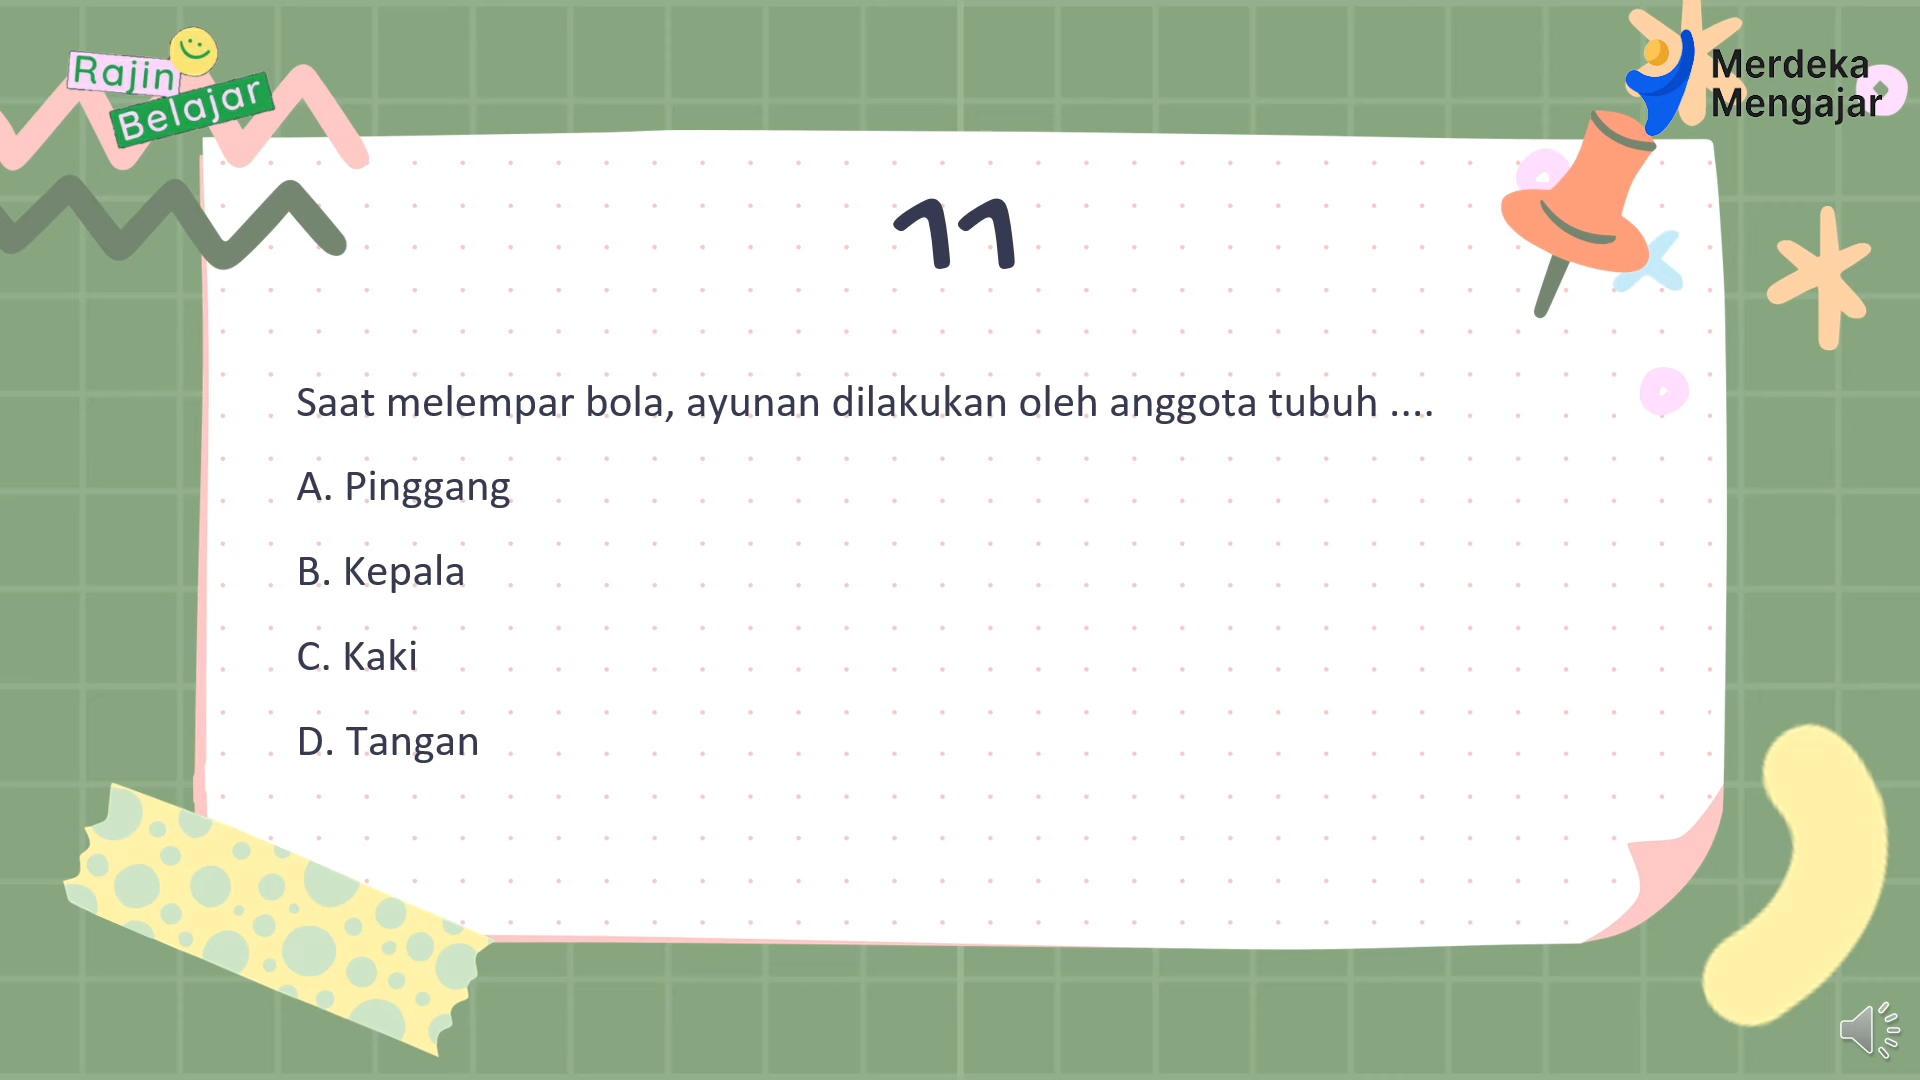 Rajin
Belajar
Merdeka
Mengajar
11
Saat melempar bola, ayunan dilakukan oleh anggota tubuh ....
A. Pinggang
B. Kepala
C. Kaki
D. Tangan